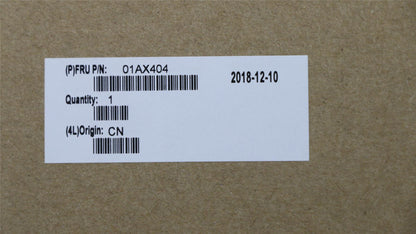 (P)FRU P/N: 01AX404
2018-12-10
Quantity: 1
(4L)Origin: CN